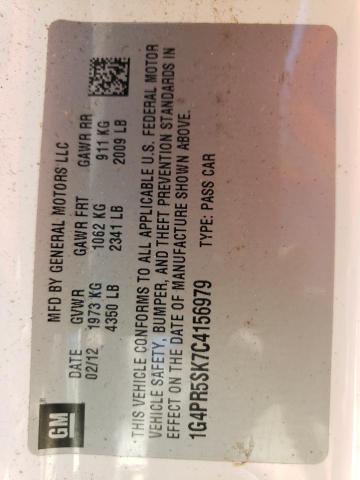 GM
MFD BY GENERAL MOTORS LLC
DATE GVWR GAWR FRT GAWR RR
02/12 1973 KG 1062 KG 911 KG
4350 LB 2341 LB 2009 LB
THIS VEHICLE CONFORMS TO ALL APPLICABLE U.S. FEDERAL MOTOR
VEHICLE SAFETY, BUMPER, AND THEFT PREVENTION STANDARDS IN
EFFECT ON THE DATE OF MANUFACTURE SHOWN ABOVE.
1G4PR5SK7C4156979 TYPE: PASS CAR